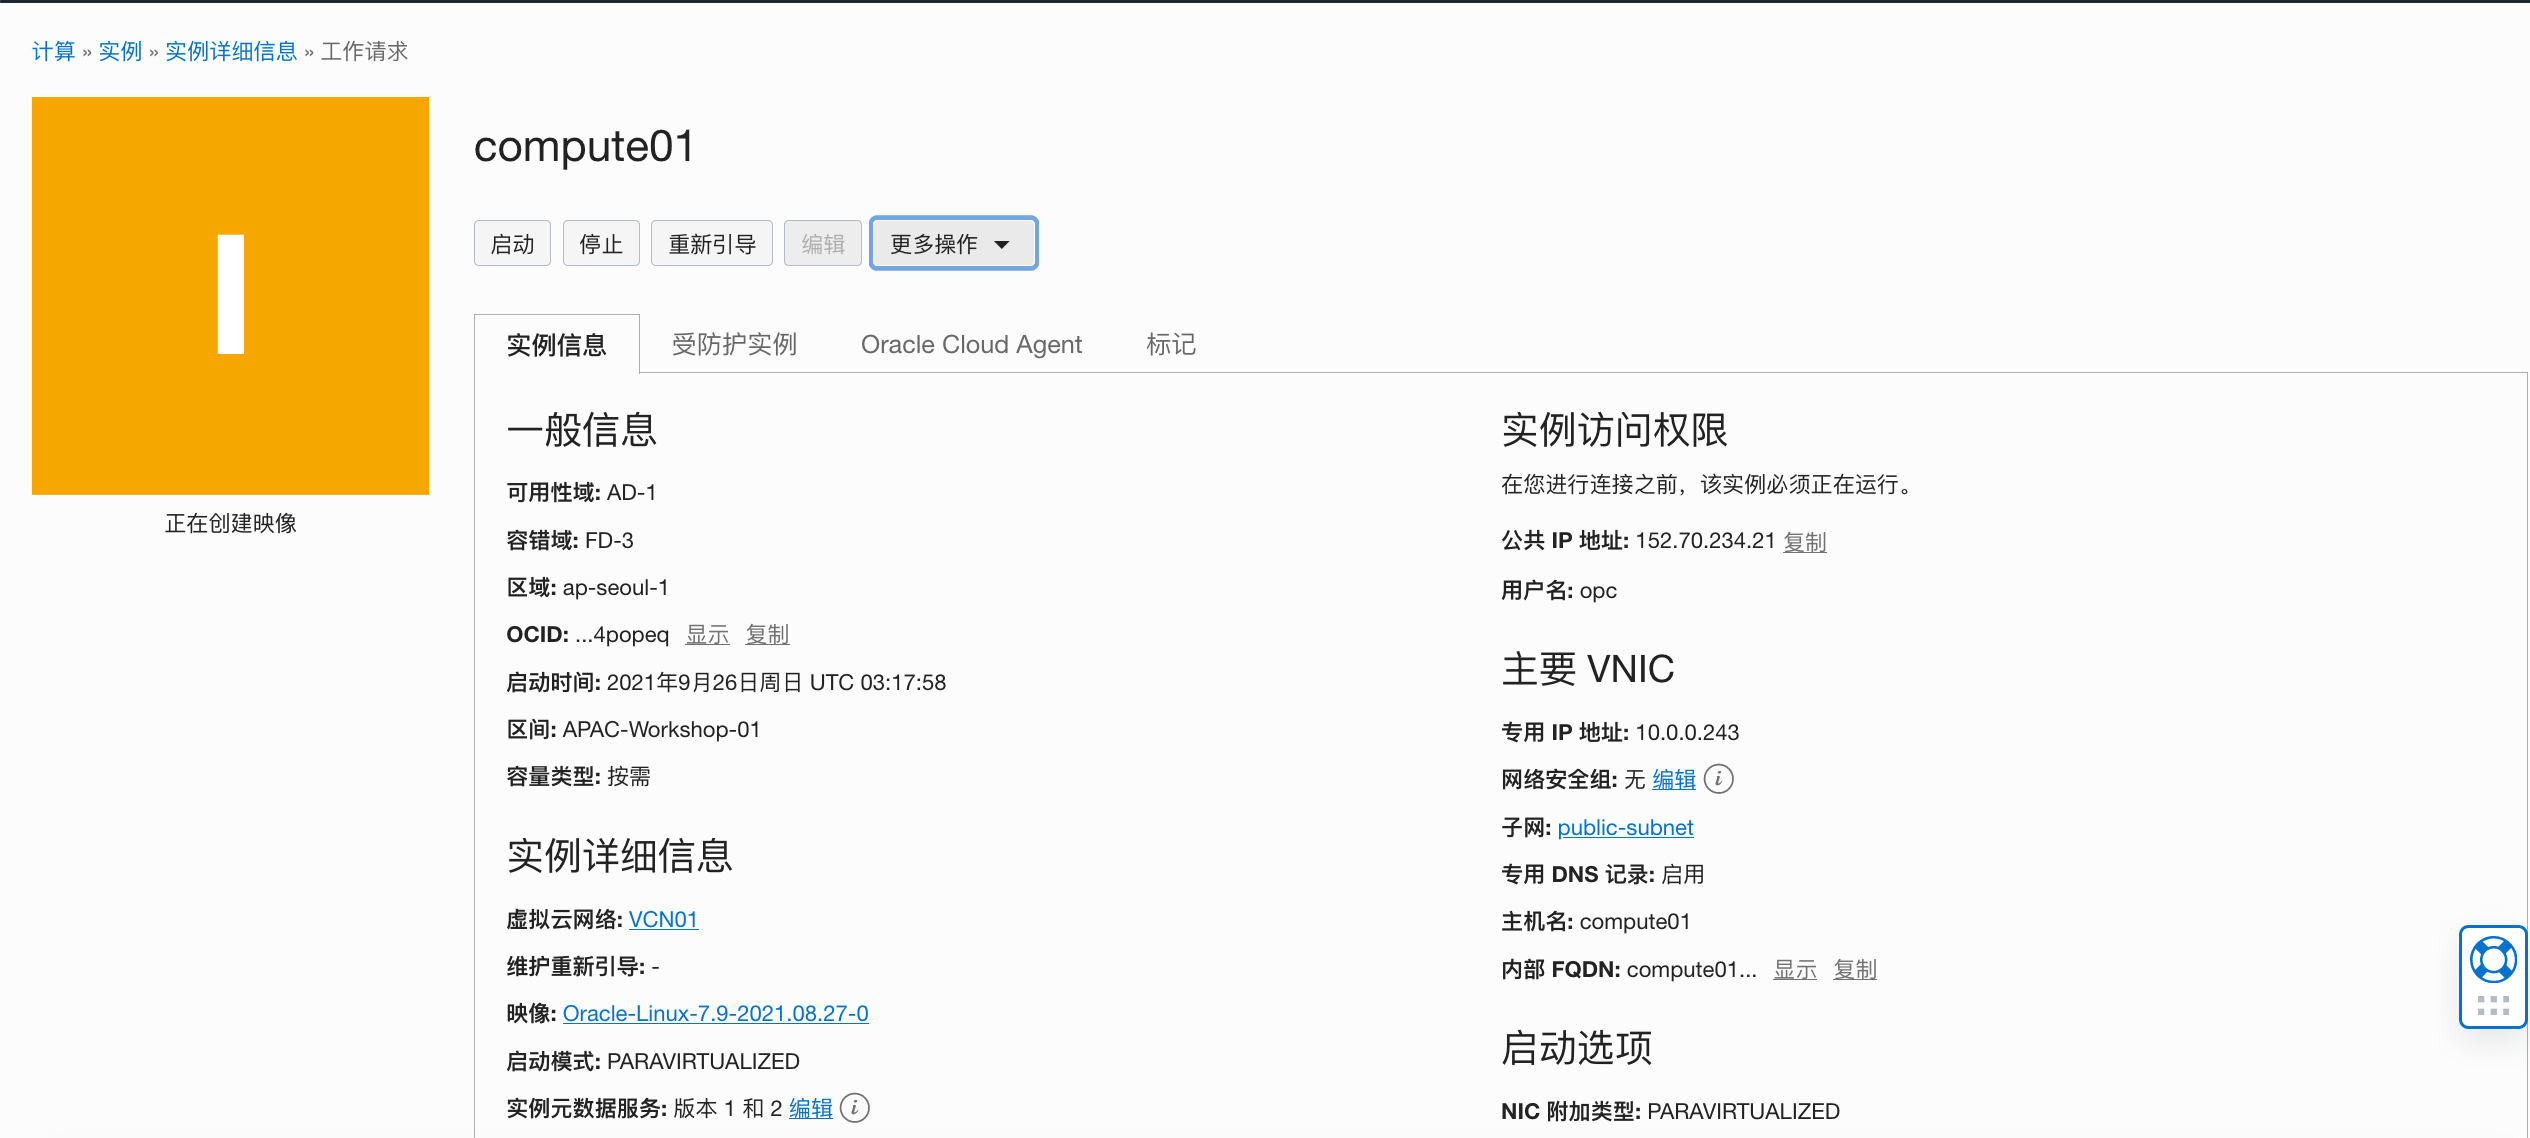 计算 » 实例 » 实例详细信息 » 工作请求
I
正在创建映像
compute01
启动 停止 重新引导 编辑 更多操作
实例信息 受防护实例 Oracle Cloud Agent 标记
一般信息
可用性域: AD-1
容错域: FD-3
区域: ap-seoul-1
OCID: ...4popeq 显示 复制
启动时间: 2021年9月26日周日 UTC 03:17:58
区间: APAC-Workshop-01
容量类型: 按需
实例详细信息
虚拟云网络: VCN01
维护重新引导: -
映像: Oracle-Linux-7.9-2021.08.27-0
启动模式: PARAVIRTUALIZED
实例元数据服务: 版本 1 和 2 编辑 i
实例访问权限
在您进行连接之前，该实例必须正在运行。
公共 IP 地址: 152.70.234.21 复制
用户名: opc
主要 VNIC
专用 IP 地址: 10.0.0.243
网络安全组: 无 编辑 i
子网: public-subnet
专用 DNS 记录: 启用
主机名: compute01
内部 FQDN: compute01... 显示 复制
启动选项
NIC 附加类型: PARAVIRTUALIZED